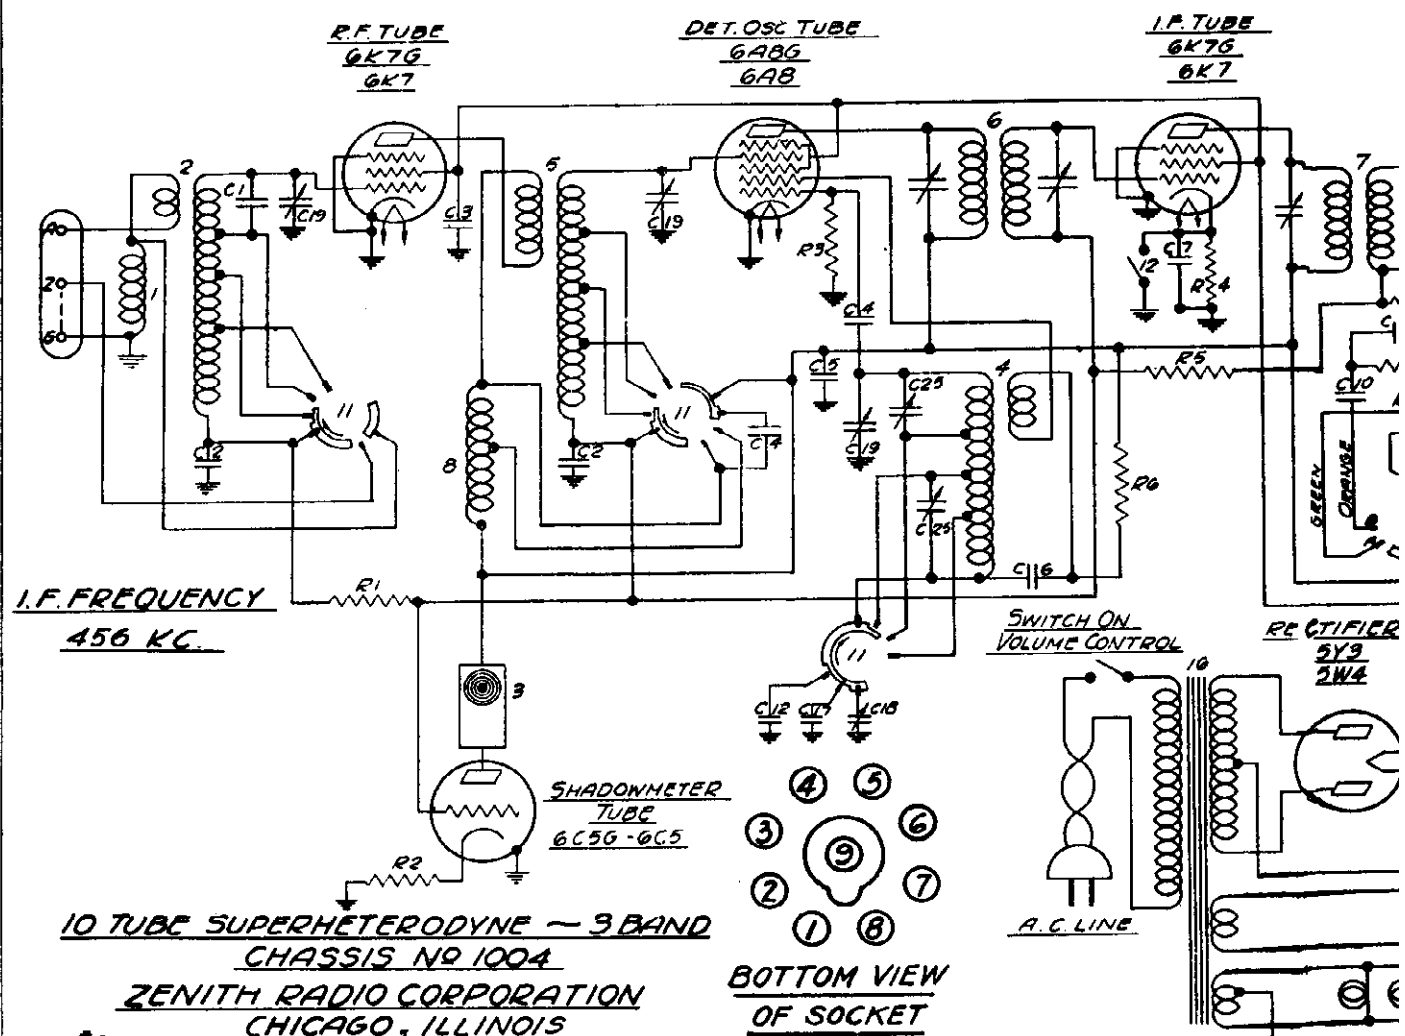 R.F. TUBE
6K7G
6K7
DET. OSC TUBE
6A8G
6A8
I.F. TUBE
6K7G
6K7
2
5
6
7
C1
C19
C3
C19
A
2
G
1
R3
12
C7
R4
C4
C5
R5
C
4
C25
11
11
C10
8
C2
C2
C4
C19
C25
R6
GREEN
ORANGE
C6
R1
I.F. FREQUENCY
456 KC.
11
SWITCH ON
VOLUME CONTROL
RECTIFIER
5Y3
5W4
16
3
C12
C17
C18
SHADOWMETER
TUBE
6C5G-6C5
R2
4
5
3
6
9
2
7
1
8
A.C. LINE
10 TUBE SUPERHETERODYNE ~ 3 BAND
CHASSIS No 1004
ZENITH RADIO CORPORATION
CHICAGO, ILLINOIS
BOTTOM VIEW
OF SOCKET